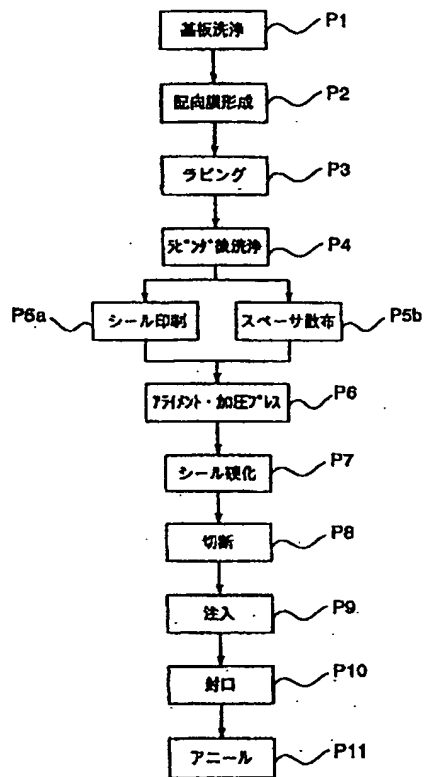 基板洗浄 P1
配向膜形成 P2
ラビング P3
ﾗﾋﾞﾝｸﾞ後洗浄 P4
P5a シール印刷 スペーサ散布 P5b
ｱﾗｲﾒﾝﾄ・加圧ﾌﾟﾚｽ P6
シール硬化 P7
切断 P8
注入 P9
封口 P10
アニール P11